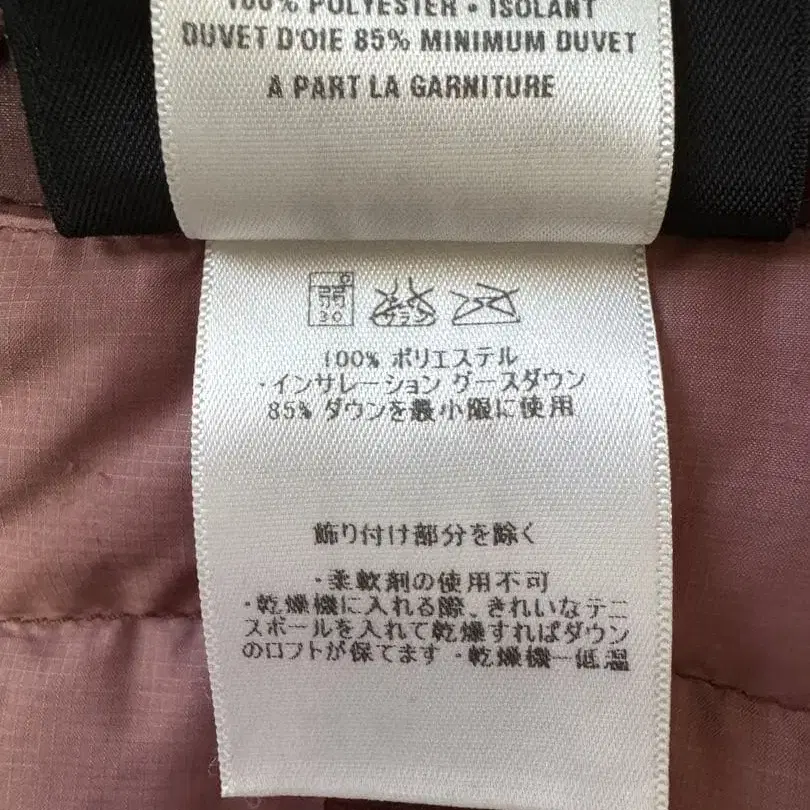 100% POLYESTER • ISOLANT
DUVET D'OIE 85% MINIMUM DUVET
A PART LA GARNITURE
弱
30
サラシ
100% ポリエステル
・インサレーション グースダウン
85% ダウンを最小限に使用
飾り付け部分を除く
・柔軟剤の使用不可
・乾燥機に入れる際、きれいなテニ
スボールを入れて乾燥すればダウン
のロフトが保てます ・乾燥機ー低温